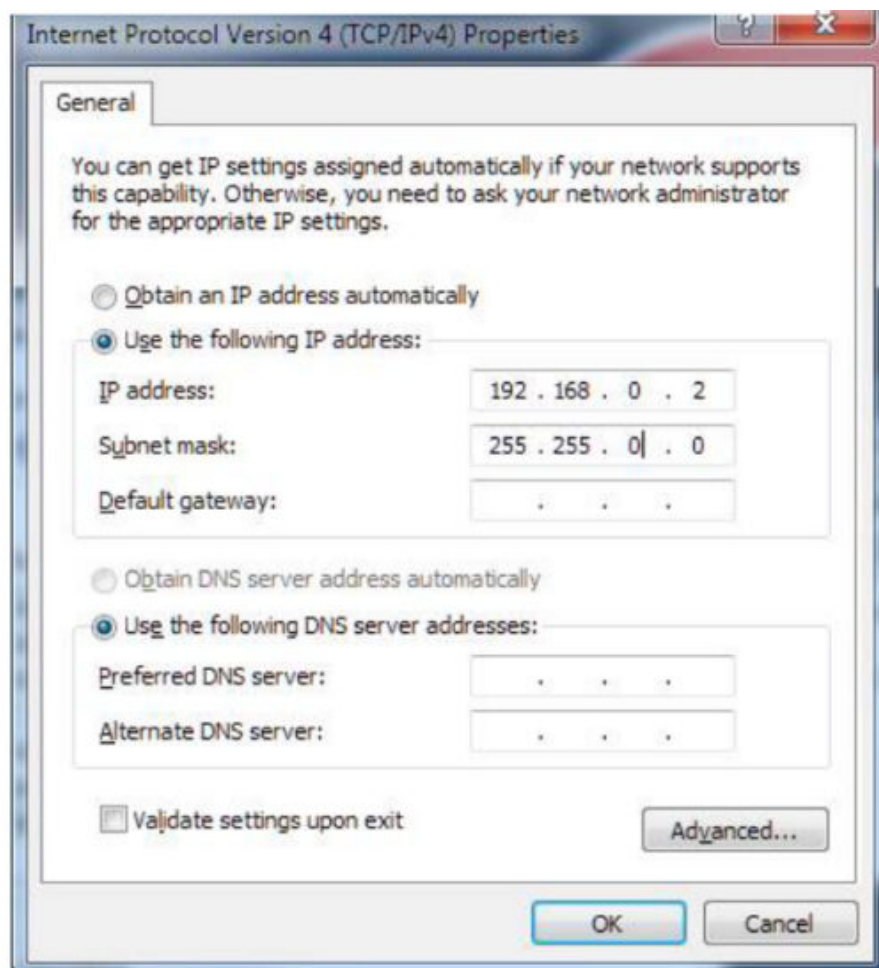 Internet Protocol Version 4 (TCP/IPv4) Properties
General
You can get IP settings assigned automatically if your network supports
this capability. Otherwise, you need to ask your network administrator
for the appropriate IP settings.
Obtain an IP address automatically
Use the following IP address:
IP address: 192 . 168 . 0 . 2
Subnet mask: 255 . 255 . 0 . 0
Default gateway: . . .
Obtain DNS server address automatically
Use the following DNS server addresses:
Preferred DNS server: . . .
Alternate DNS server: . . .
Validate settings upon exit
Advanced...
OK Cancel